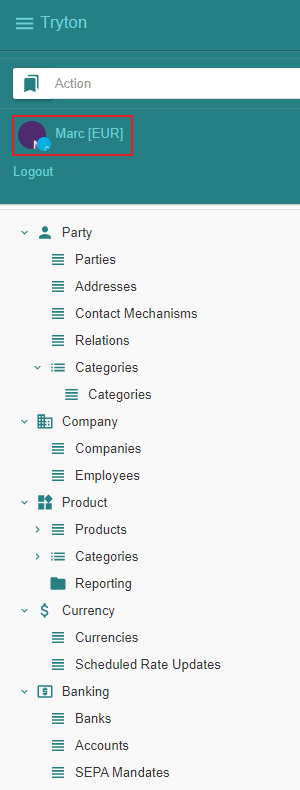 Tryton
Action
Marc [EUR]
Logout
Party
Parties
Addresses
Contact Mechanisms
Relations
Categories
Categories
Company
Companies
Employees
Product
Products
Categories
Reporting
Currency
Currencies
Scheduled Rate Updates
Banking
Banks
Accounts
SEPA Mandates